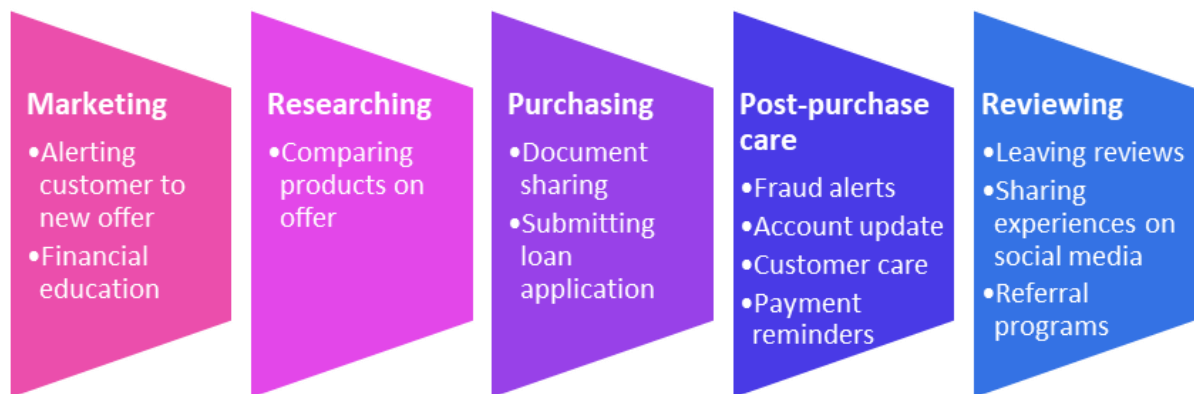 Marketing
•Alerting
customer to
new offer
•Financial
education
Researching
•Comparing
products on
offer
Purchasing
•Document
sharing
•Submitting
loan
application
Post-purchase
care
•Fraud alerts
•Account update
•Customer care
•Payment
reminders
Reviewing
•Leaving reviews
•Sharing
experiences on
social media
•Referral
programs